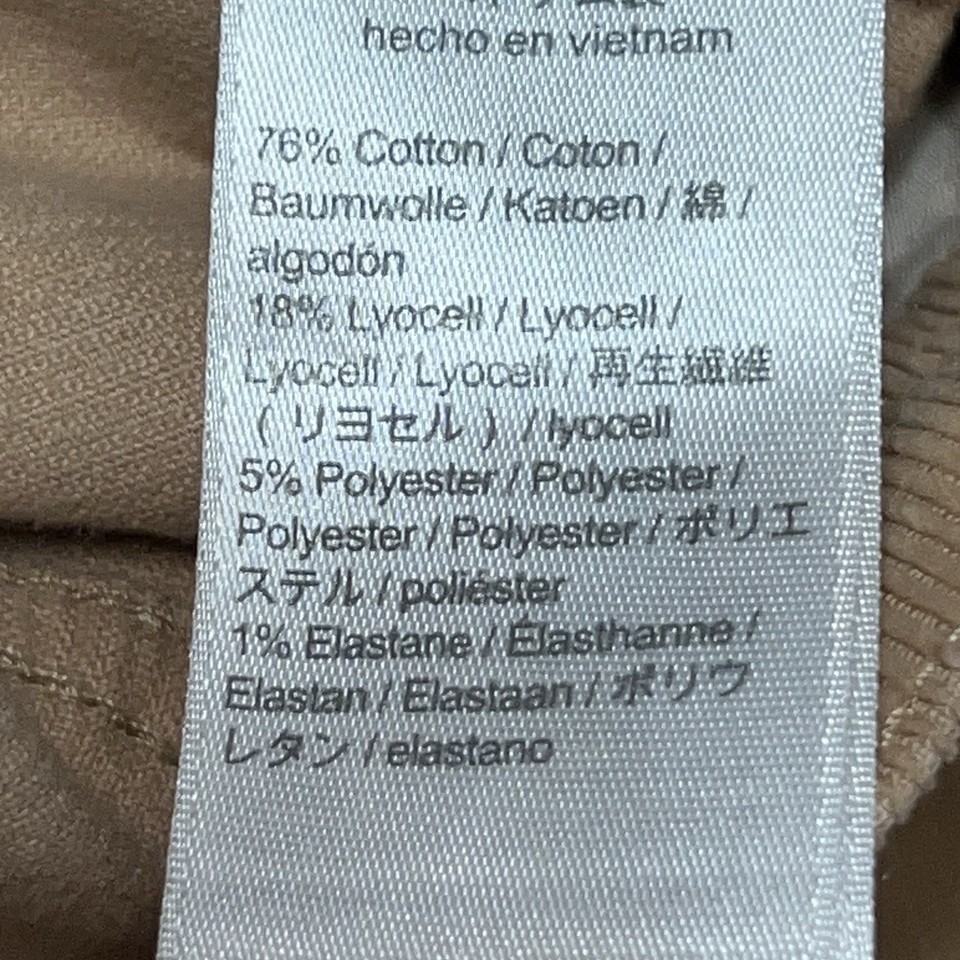 hecho en vietnam
76% Cotton / Coton /
Baumwolle / Katoen / 綿 /
algodón
18% Lyocell / Lyocell /
Lyocell / Lyocell / 再生繊維
( リヨセル ) / lyocell
5% Polyester / Polyester /
Polyester / Polyester / ポリエ
ステル / poliéster
1% Elastane / Élasthanne /
Elastan / Elastaan / ポリウ
レタン / elastano